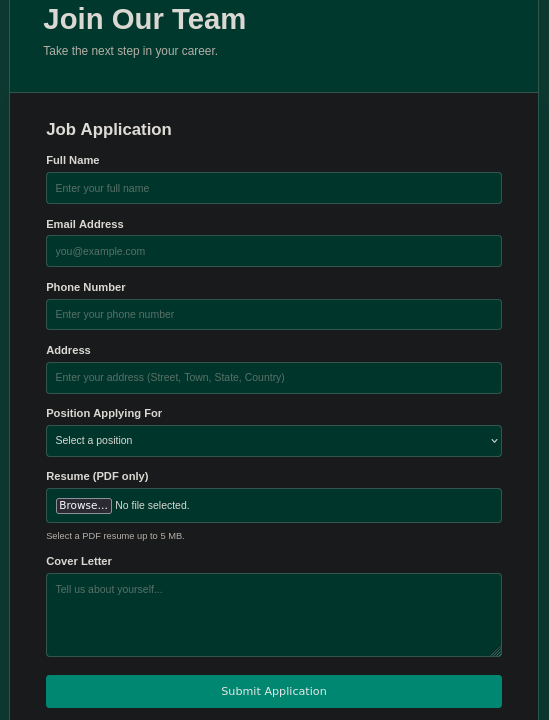 Join Our Team
Take the next step in your career.
Job Application
Full Name
Enter your full name
Email Address
you@example.com
Phone Number
Enter your phone number
Address
Enter your address (Street, Town, State, Country)
Position Applying For
Select a position
Resume (PDF only)
Browse... No file selected.
Select a PDF resume up to 5 MB.
Cover Letter
Tell us about yourself...
Submit Application